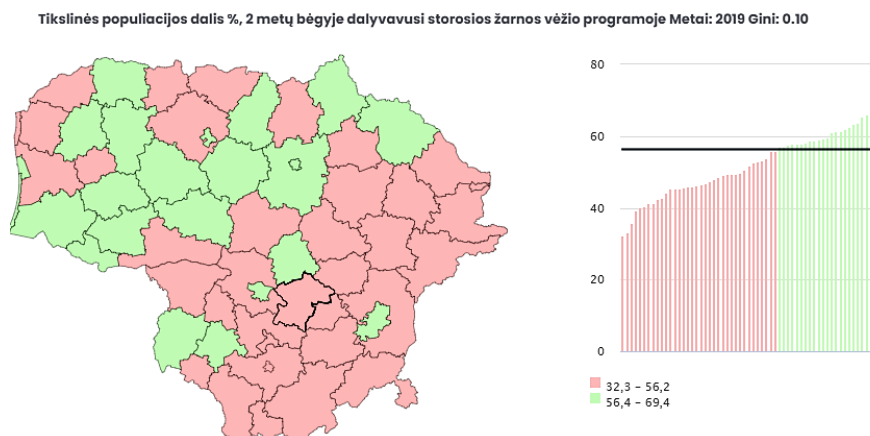 Tikslinės populiacijos dalis %, 2 metų bėgyje dalyvavusi storosios žarnos vėžio programoje Metai: 2019 Gini: 0.10
80
60
40
20
0
32,3 - 56,2
56,4 - 69,4